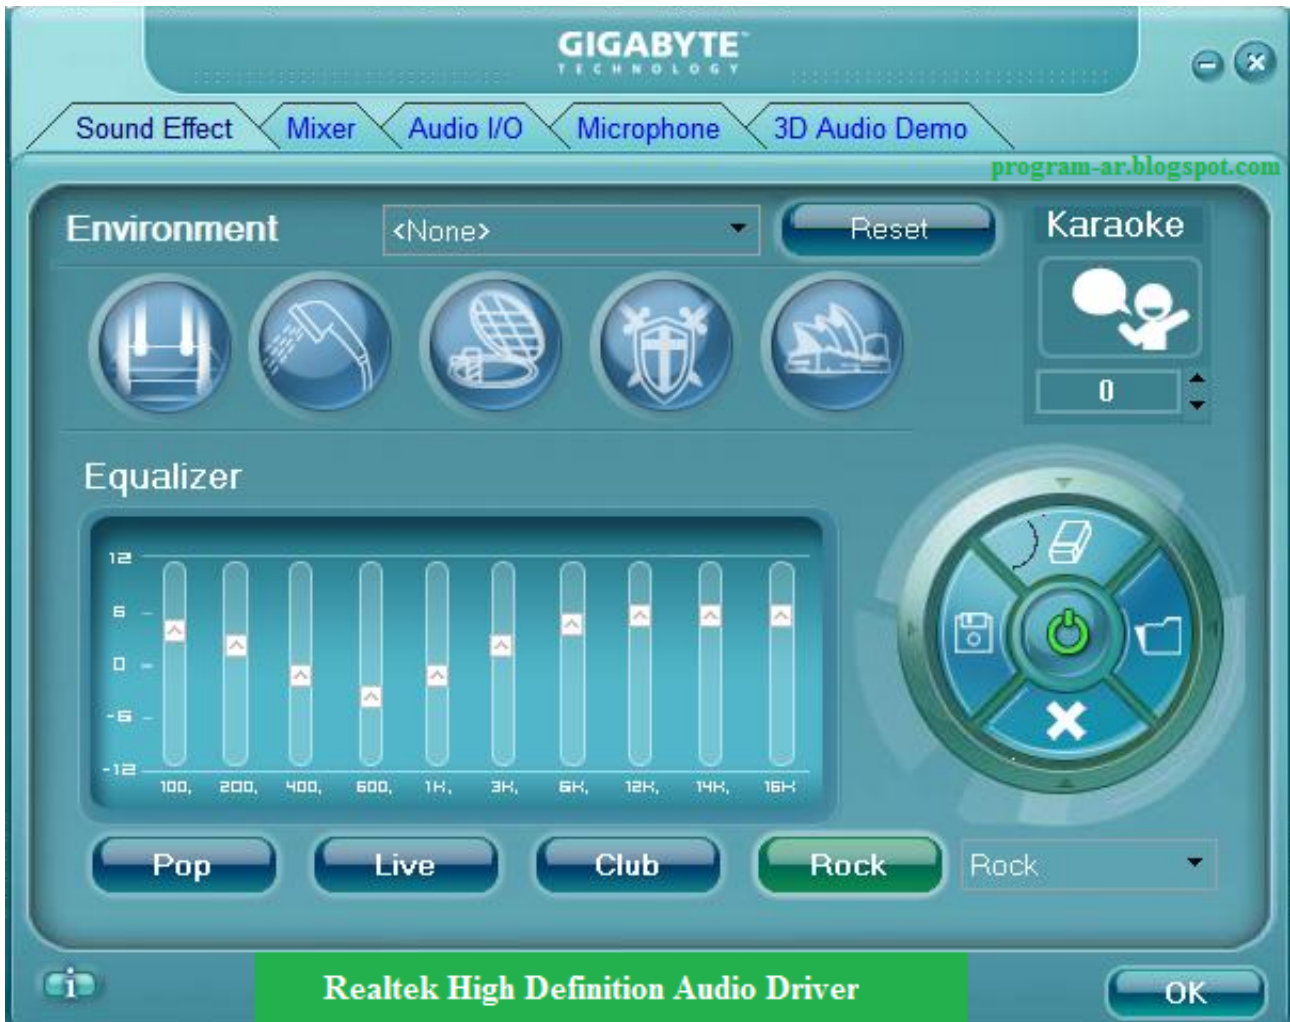 GIGABYTE™
TECHNOLOGY
Sound Effect Mixer Audio I/O Microphone 3D Audio Demo
program-ar.blogspot.com
Environment <None> Reset Karaoke
0
Equalizer
12
6
0
-6
-12
100, 200, 400, 600, 1K, 3K, 6K, 12K, 14K, 16K
Pop Live Club Rock Rock
i Realtek High Definition Audio Driver OK